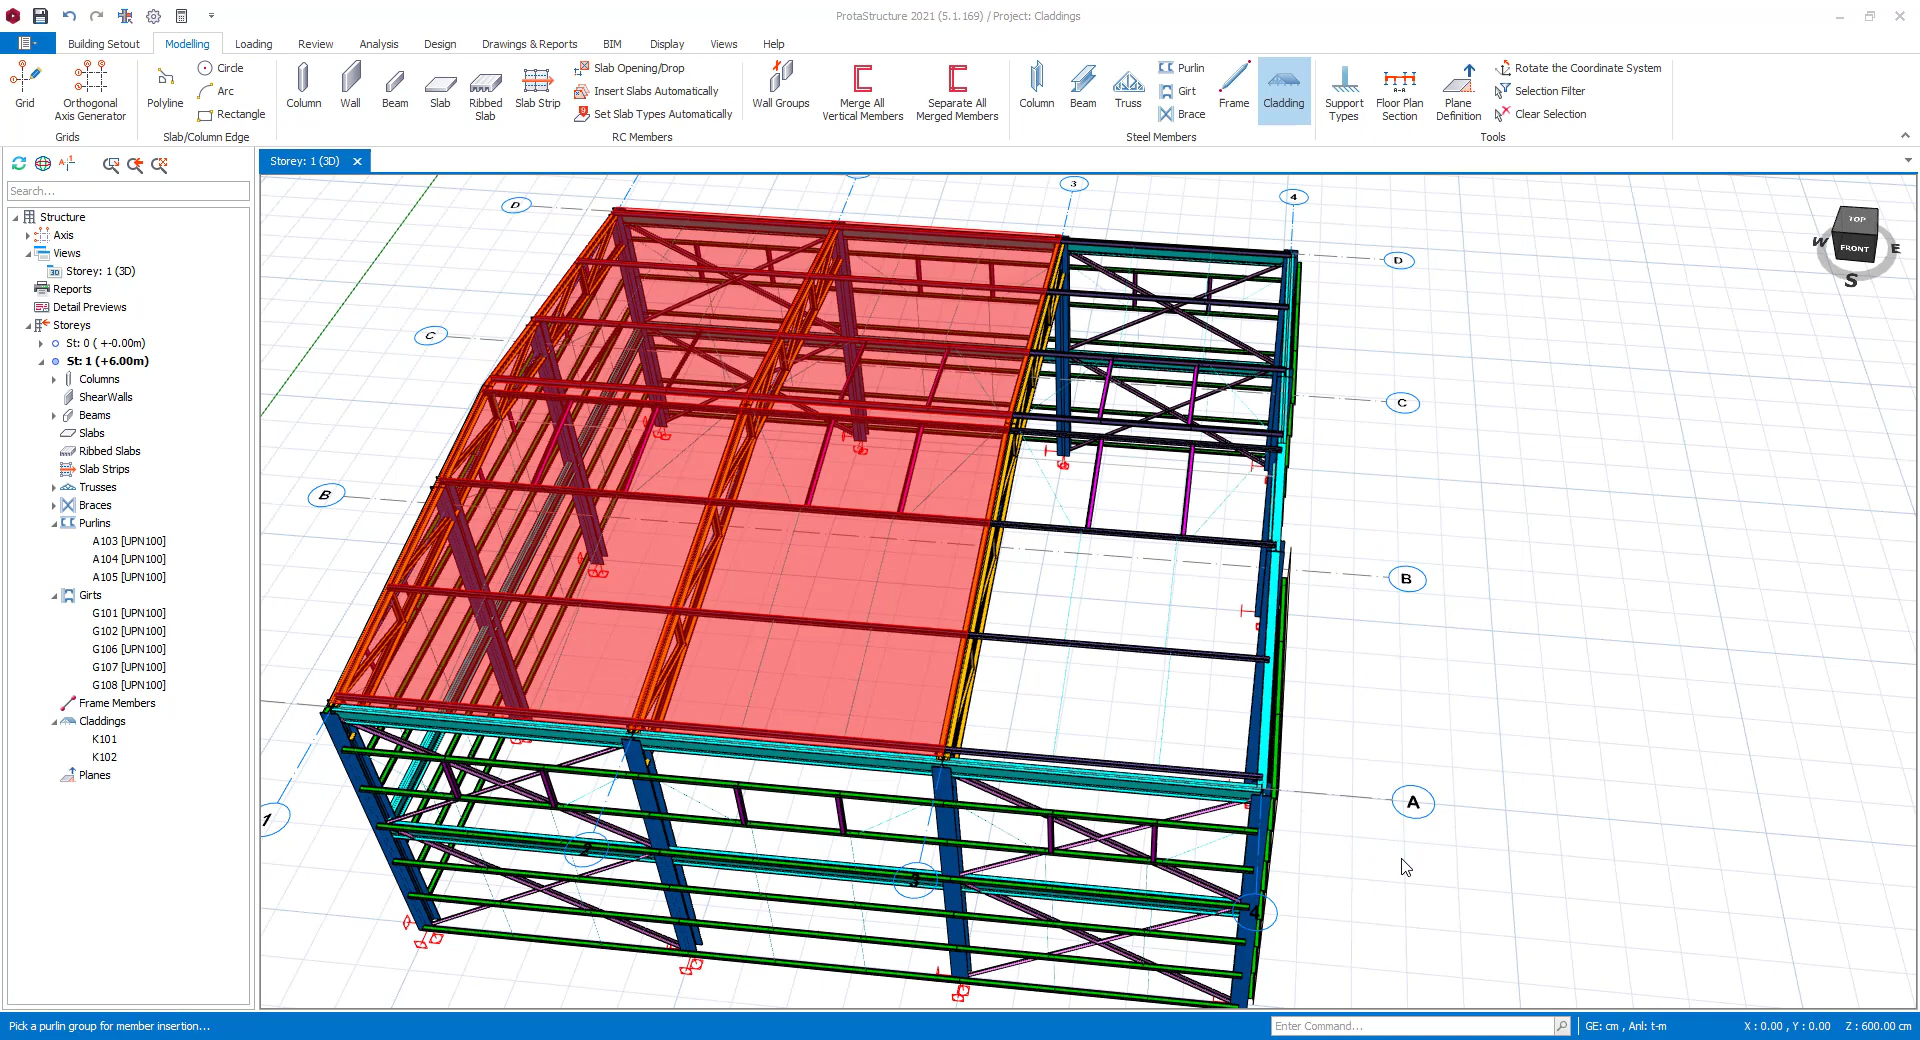 ProtaStructure 2021 (5.1.169) / Project: Claddings
Building Setout
Modelling
Loading
Review
Analysis
Design
Drawings & Reports
BIM
Display
Views
Help
Grid
Orthogonal
Axis Generator
Grids
Polyline
Circle
Arc
Rectangle
Slab/Column Edge
Column
Wall
Beam
Slab
Ribbed
Slab
Slab Strip
Slab Opening/Drop
Insert Slabs Automatically
Set Slab Types Automatically
RC Members
Wall Groups
Merge All
Vertical Members
Separate All
Merged Members
Column
Beam
Truss
Purlin
Girt
Brace
Frame
Cladding
Steel Members
Support
Types
Floor Plan
Section
Plane
Definition
Rotate the Coordinate System
Selection Filter
Clear Selection
Tools
Storey: 1 (3D)
Search...
Structure
Axis
Views
Storey: 1 (3D)
Reports
Detail Previews
Storeys
St: 0 ( +-0.00m)
St: 1 (+6.00m)
Columns
ShearWalls
Beams
Slabs
Ribbed Slabs
Slab Strips
Trusses
Braces
Purlins
A103 [UPN100]
A104 [UPN100]
A105 [UPN100]
Girts
G101 [UPN100]
G102 [UPN100]
G106 [UPN100]
G107 [UPN100]
G108 [UPN100]
Frame Members
Claddings
K101
K102
Planes
3
4
D
D
C
C
B
B
A
1
2
3
4
TOP
FRONT
W
E
S
Pick a purlin group for member insertion...
Enter Command...
GE: cm , Anl: t-m
X : 0.00 , Y : 0.00
Z : 600.00 cm